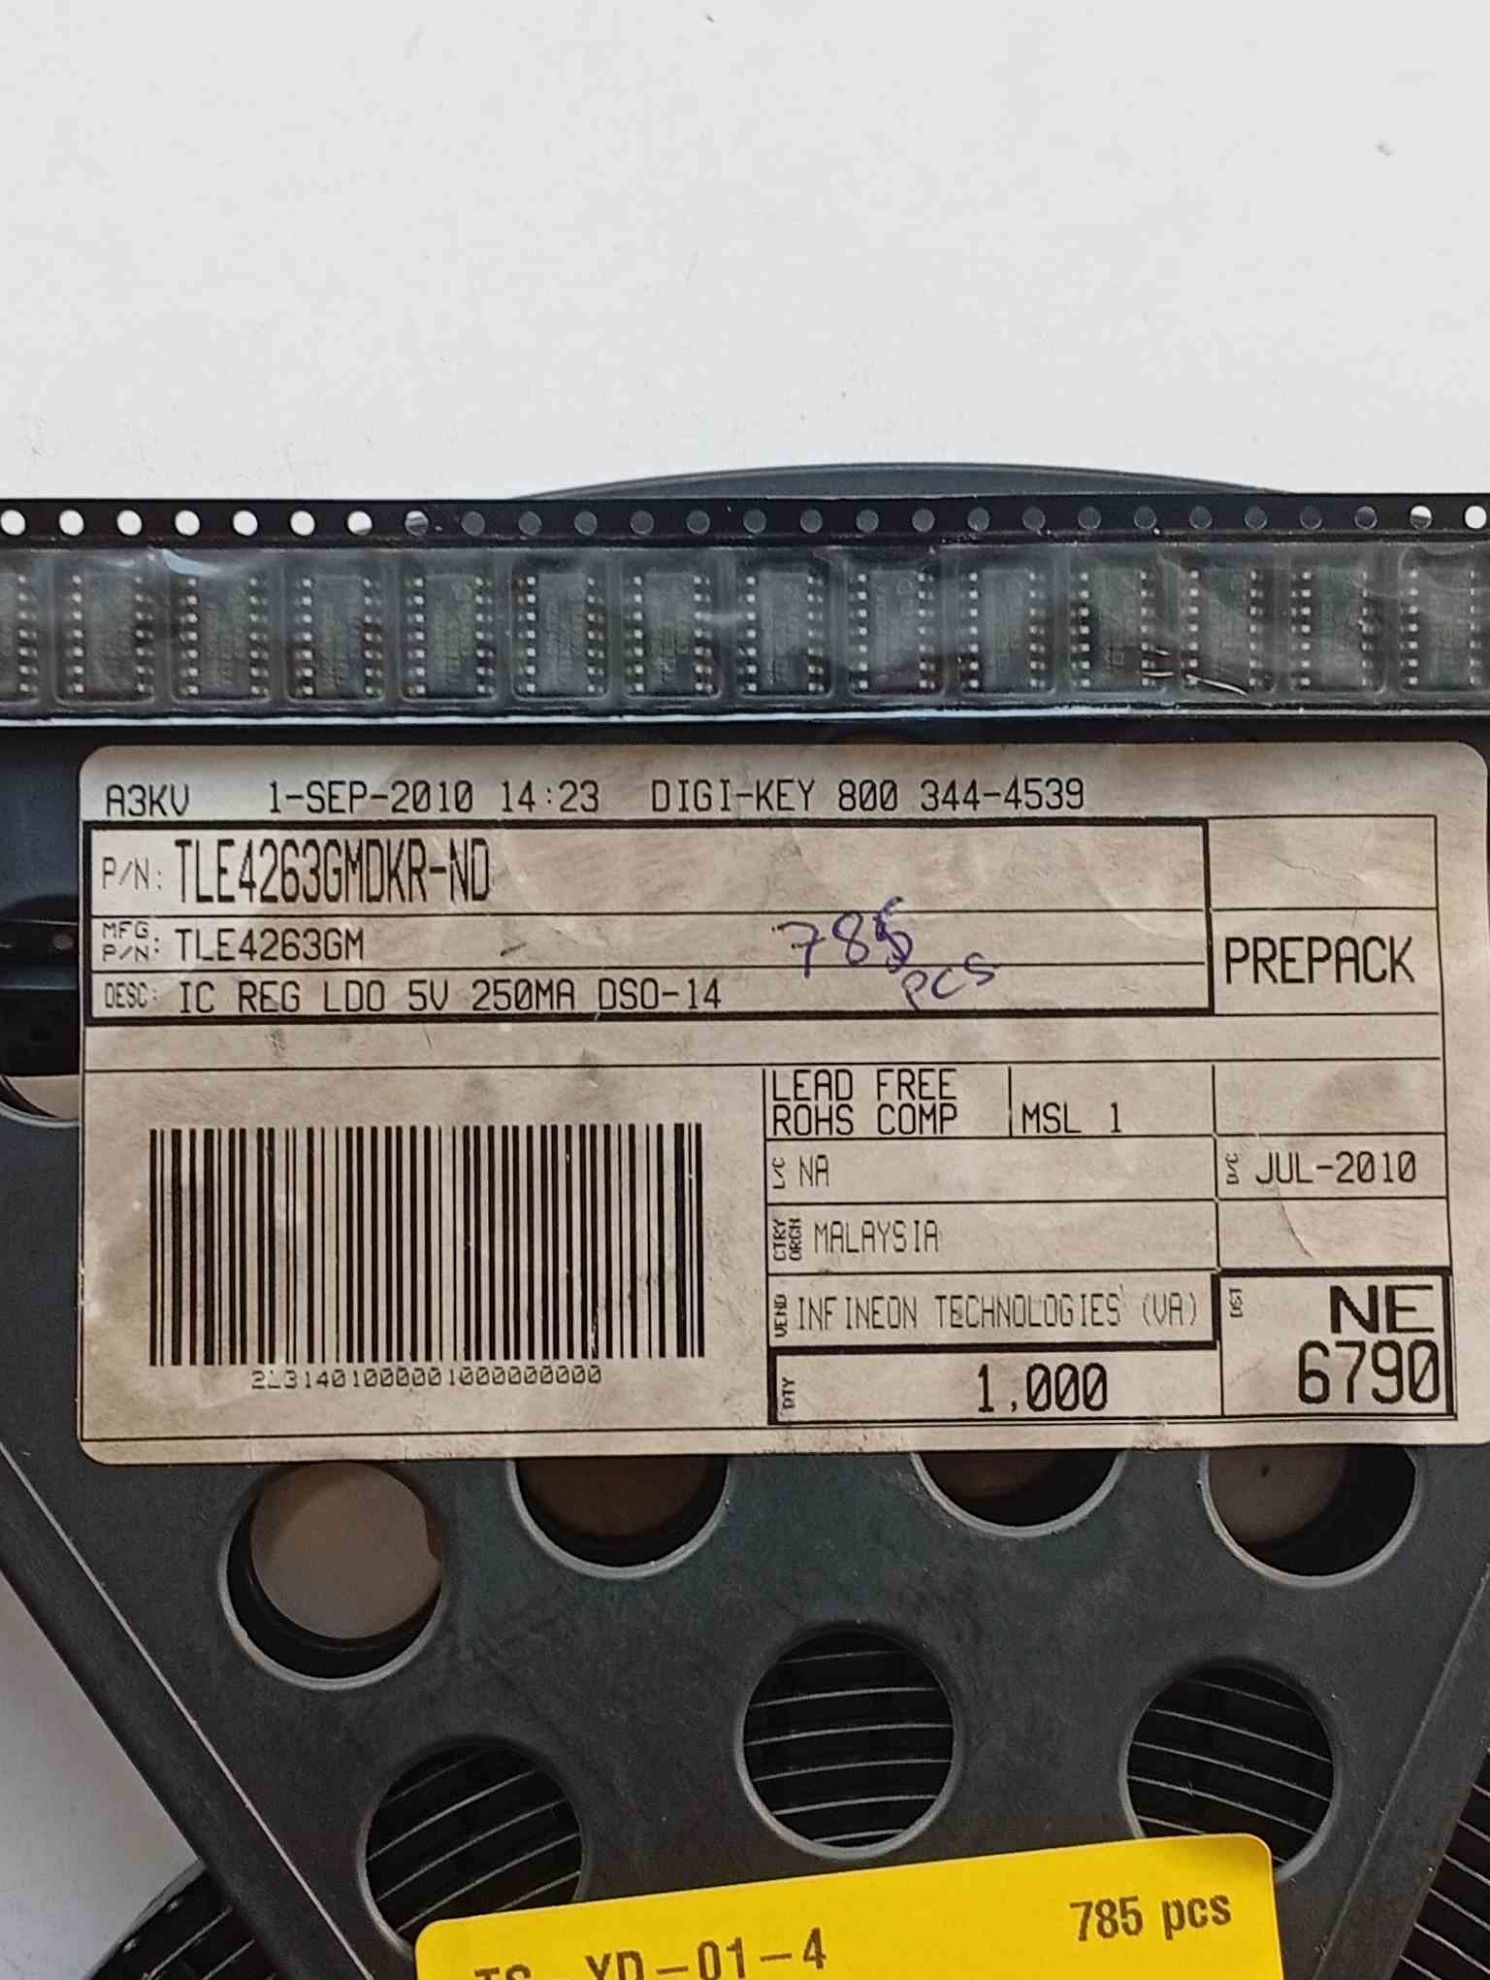 A3KV 1-SEP-2010 14:23 DIGI-KEY 800 344-4539
P/N: TLE4263GMDKR-ND
MFG P/N: TLE4263GM
785 pcs
PREPACK
DESC: IC REG LDO 5V 250MA DSO-14
LEAD FREE
ROHS COMP
MSL 1
L/C NA
D/C JUL-2010
CTRY ORGN MALAYSIA
VEND INFINEON TECHNOLOGIES (VA)
DST NE
6790
QTY 1,000
785 pcs
TS YD-01-4